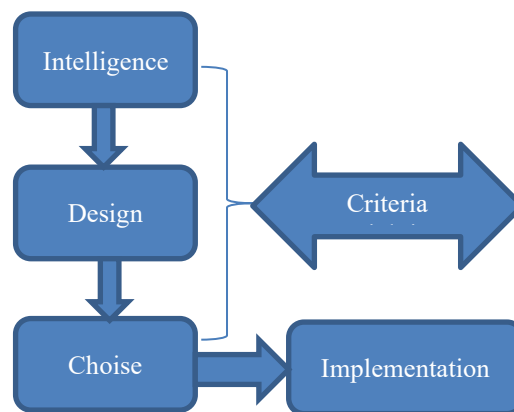 Intelligence
Design
Criteria
Choise
Implementation